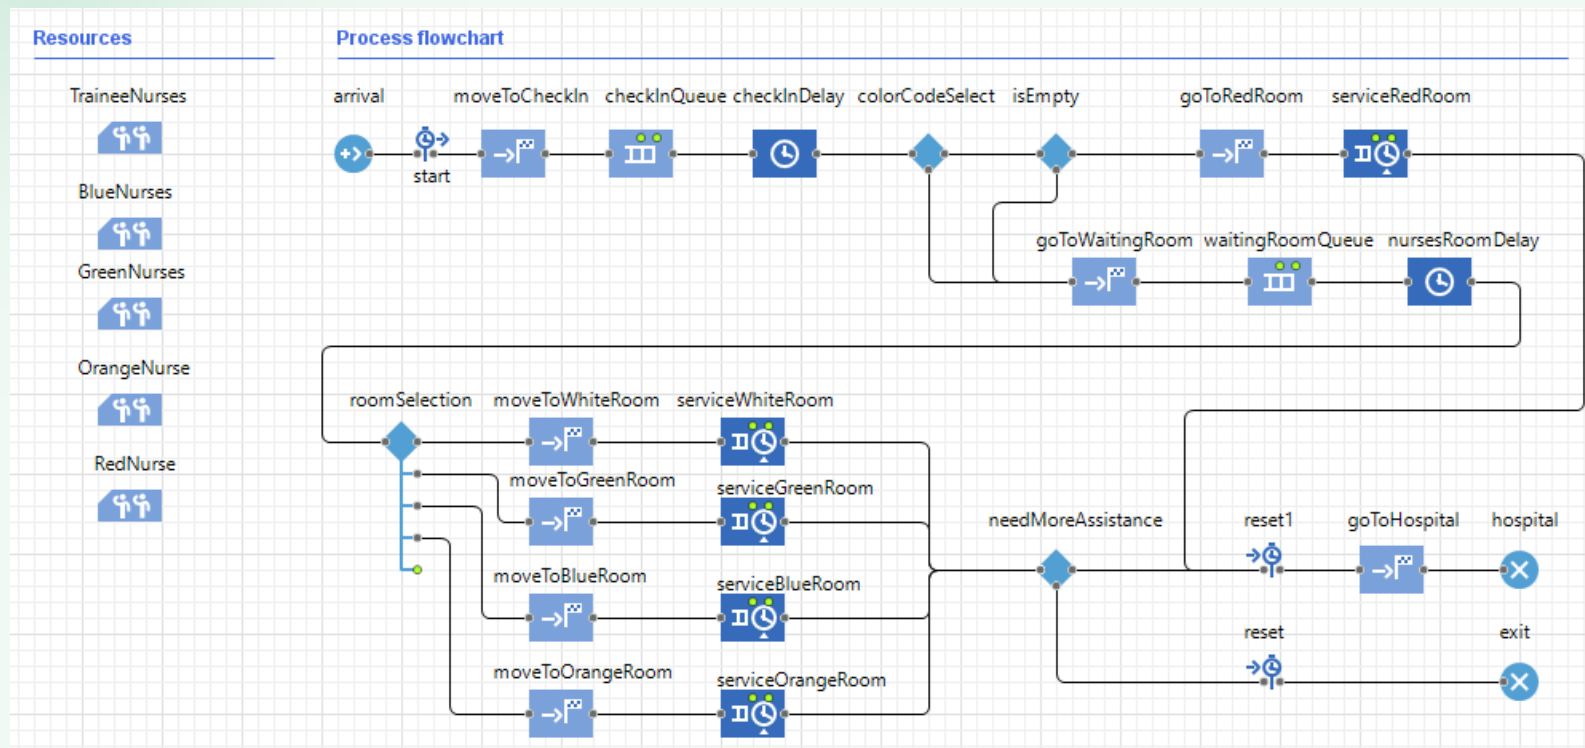 Resources
Process flowchart
TraineeNurses
arrival
moveToCheckIn
checkInQueue
checkInDelay
colorCodeSelect
isEmpty
goToRedRoom
serviceRedRoom
start
BlueNurses
goToWaitingRoom
waitingRoomQueue
nursesRoomDelay
GreenNurses
OrangeNurse
roomSelection
moveToWhiteRoom
serviceWhiteRoom
RedNurse
moveToGreenRoom
serviceGreenRoom
needMoreAssistance
reset1
goToHospital
hospital
moveToBlueRoom
serviceBlueRoom
reset
exit
moveToOrangeRoom
serviceOrangeRoom